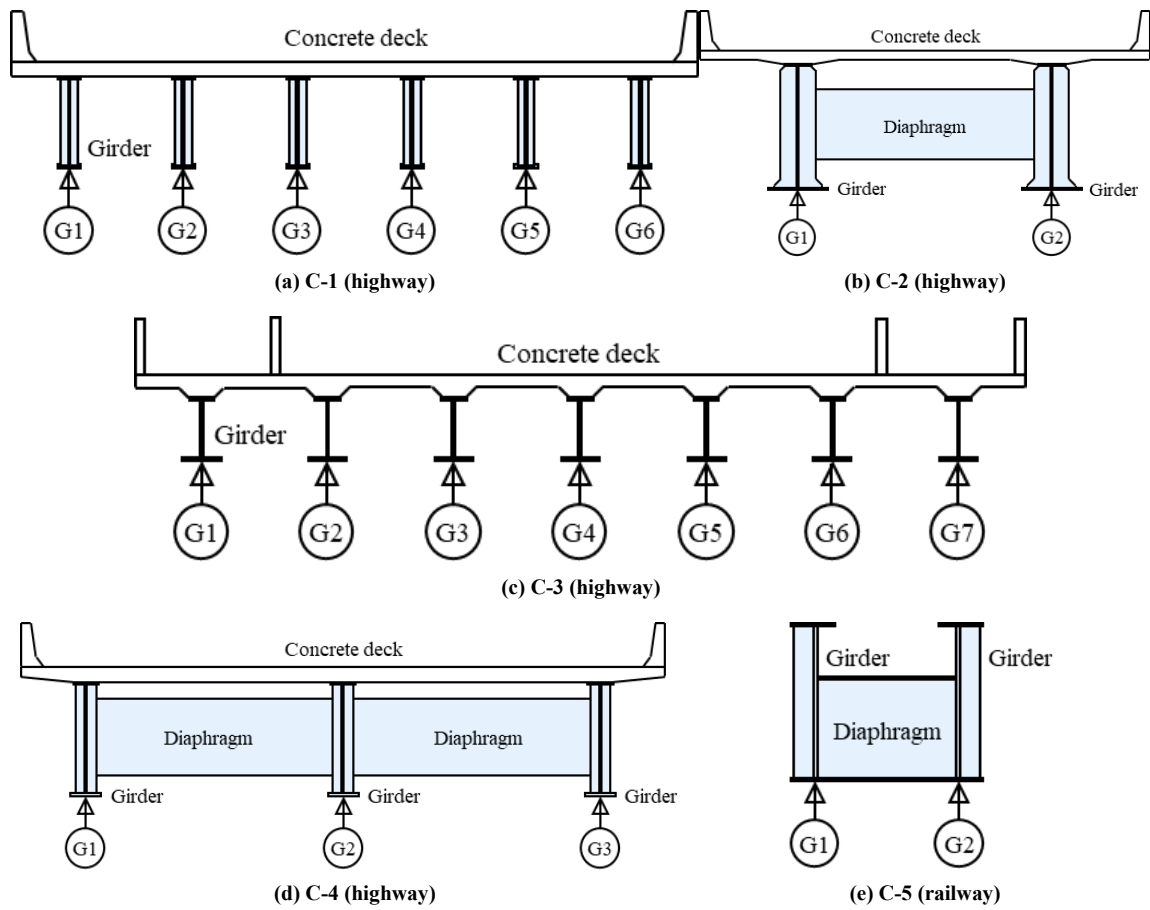 Concrete deck
Girder
G1 G2 G3 G4 G5 G6
(a) C-1 (highway)
Concrete deck
Diaphragm
Girder Girder
G1 G2
(b) C-2 (highway)
Concrete deck
Girder
G1 G2 G3 G4 G5 G6 G7
(c) C-3 (highway)
Concrete deck
Diaphragm Diaphragm
Girder Girder Girder
G1 G2 G3
(d) C-4 (highway)
Girder Girder
Diaphragm
G1 G2
(e) C-5 (railway)